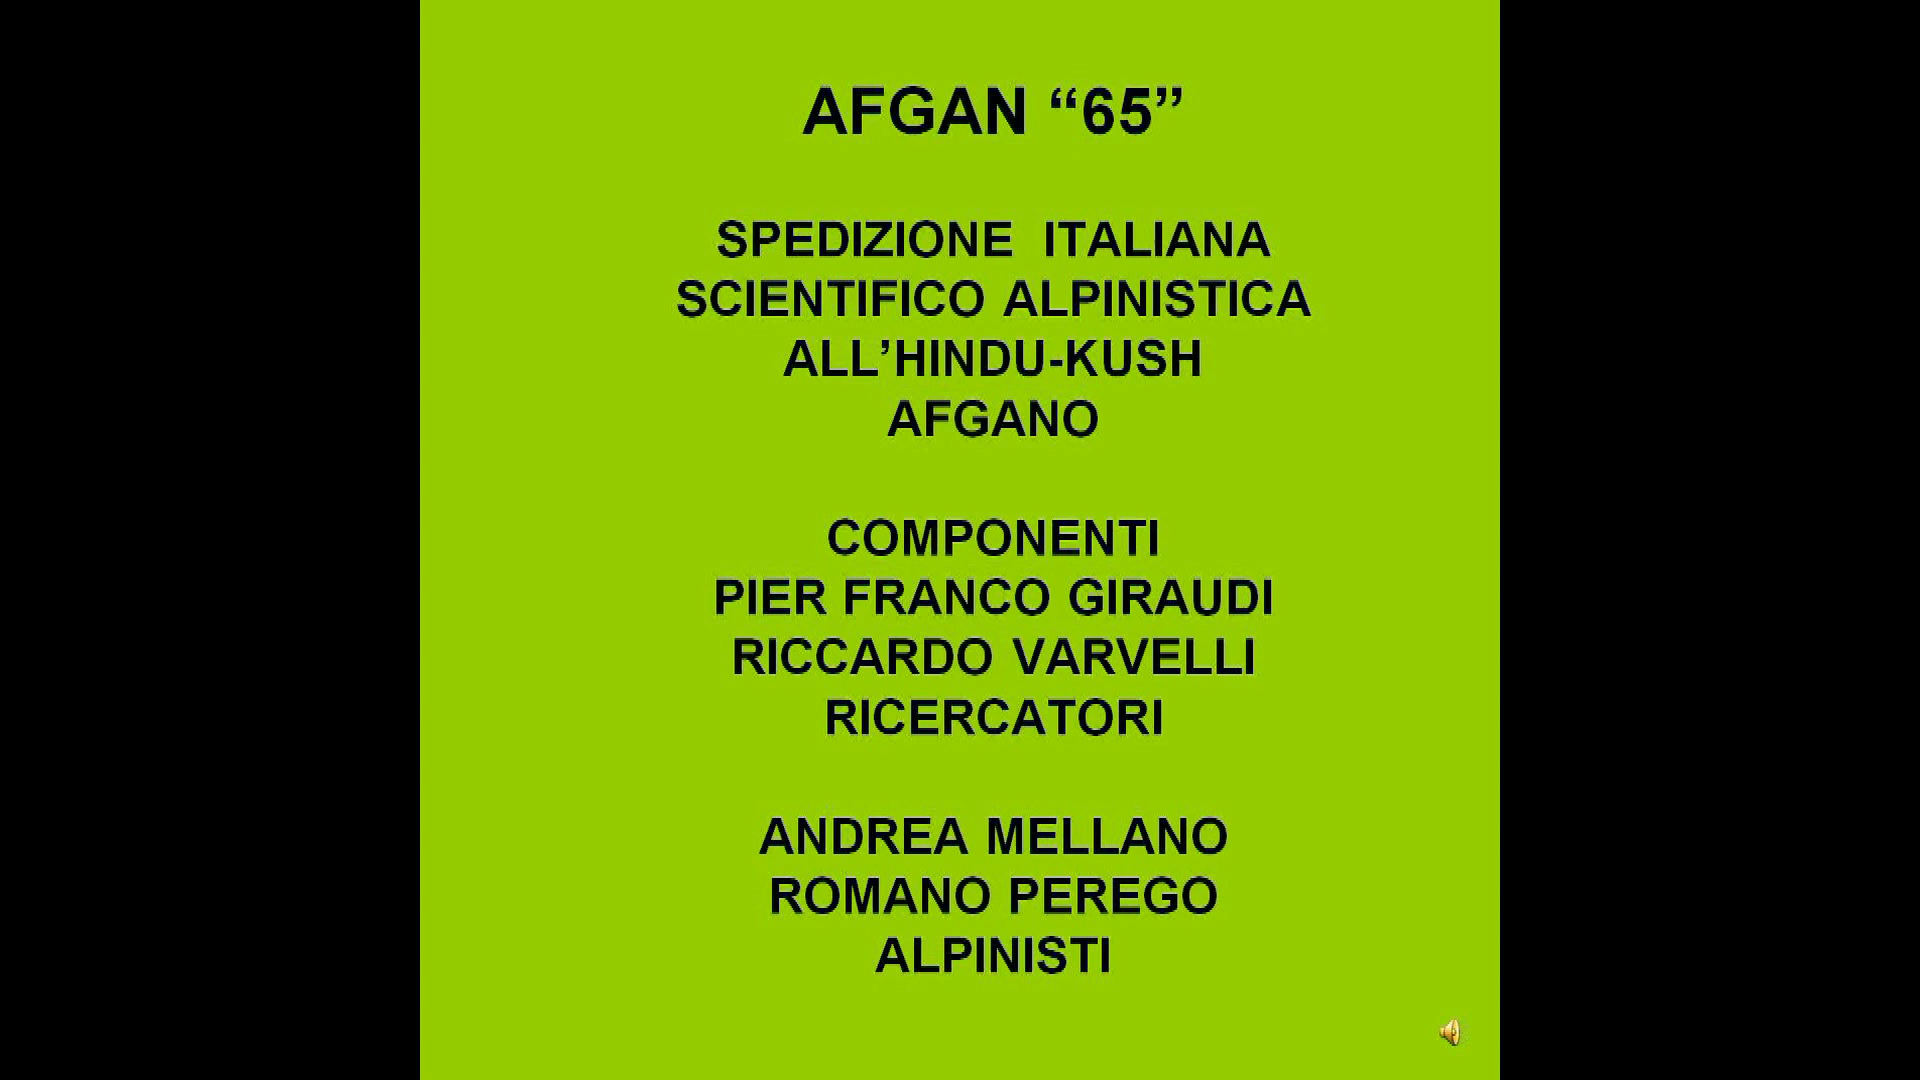 AFGAN “65”
SPEDIZIONE ITALIANA
SCIENTIFICO ALPINISTICA
ALL’HINDU-KUSH
AFGANO
COMPONENTI
PIER FRANCO GIRAUDI
RICCARDO VARVELLI
RICERCATORI
ANDREA MELLANO
ROMANO PEREGO
ALPINISTI